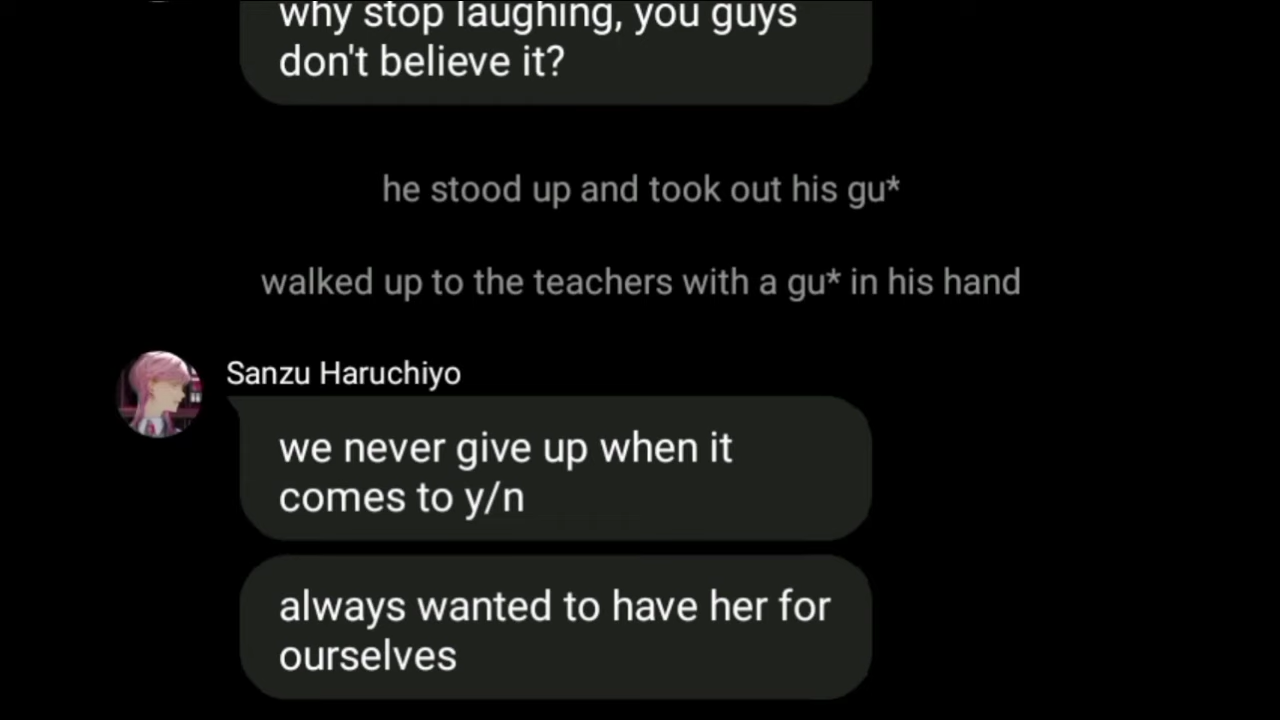 why stop laughing, you guys
don't believe it?
he stood up and took out his gu*
walked up to the teachers with a gu* in his hand
Sanzu Haruchiyo
we never give up when it
comes to y/n
always wanted to have her for
ourselves